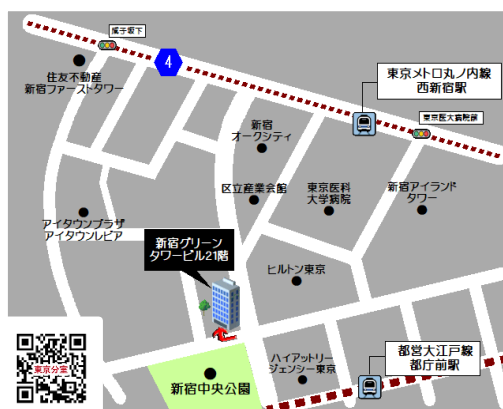 成子坂下
4
住友不動産
新宿ファーストタワー
東京メトロ丸ノ内線
西新宿駅
東京医大病院前
新宿
オークシティ
区立産業会館
東京医科
大学病院
新宿アイランド
タワー
アイタウンプラザ
アイタウンレピア
新宿グリーン
タワービル21階
ヒルトン東京
東京分室
新宿中央公園
ハイアットリー
ジェンシー東京
都営大江戸線
都庁前駅